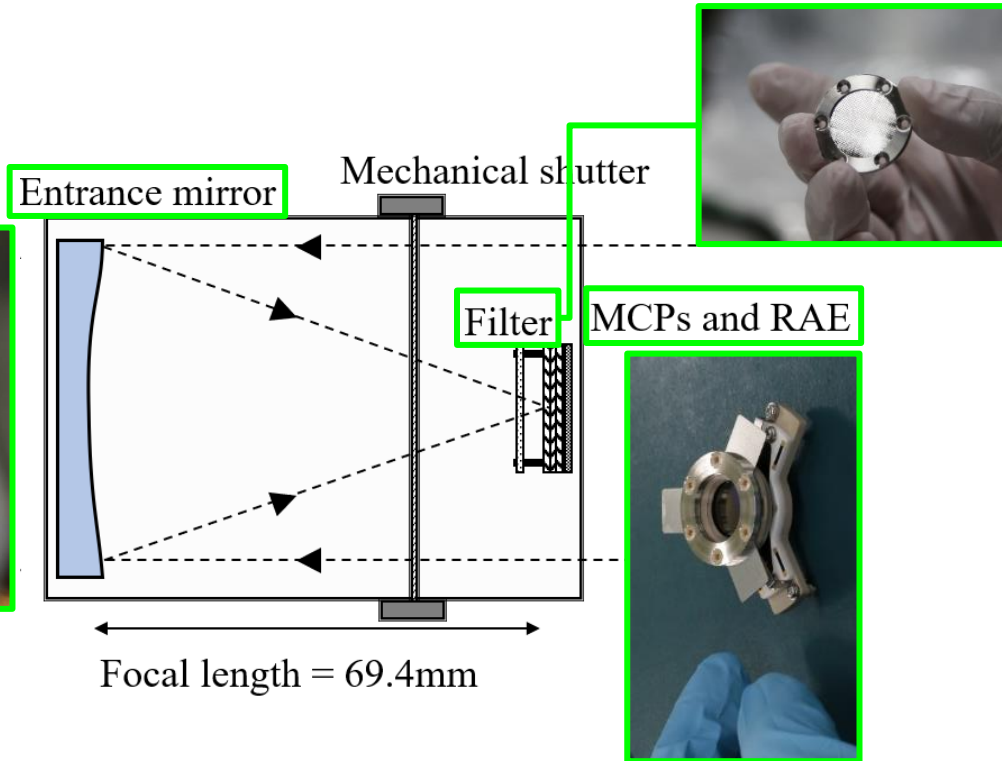 Mechanical shutter
Entrance mirror
Filter
MCPs and RAE
Focal length = 69.4mm